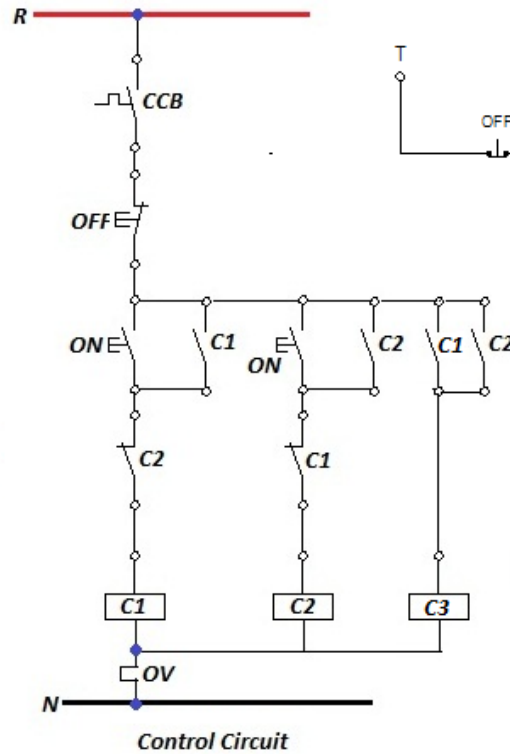 R
T
CCB
OFF
OFF
ON
C1
ON
C2
C1
C2
C2
C1
C1
C2
C3
OV
N
Control Circuit